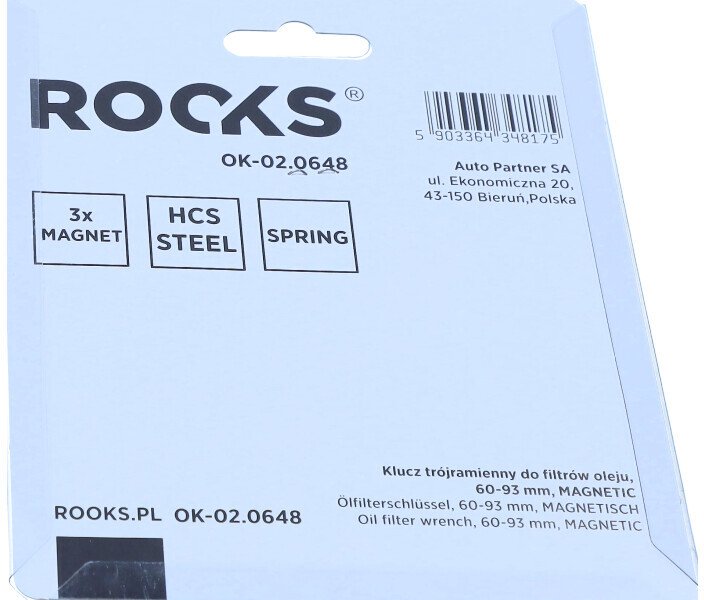 ROCKS®
OK-02.0648
5 903364 348175
Auto Partner SA
ul. Ekonomiczna 20,
43-150 Bieruń,Polska
3x
MAGNET
HCS
STEEL
SPRING
Klucz trójramienny do filtrów oleju,
60-93 mm, MAGNETIC
Ölfilterschlüssel, 60-93 mm, MAGNETISCH
Oil filter wrench, 60-93 mm, MAGNETIC
ROOKS.PL OK-02.0648